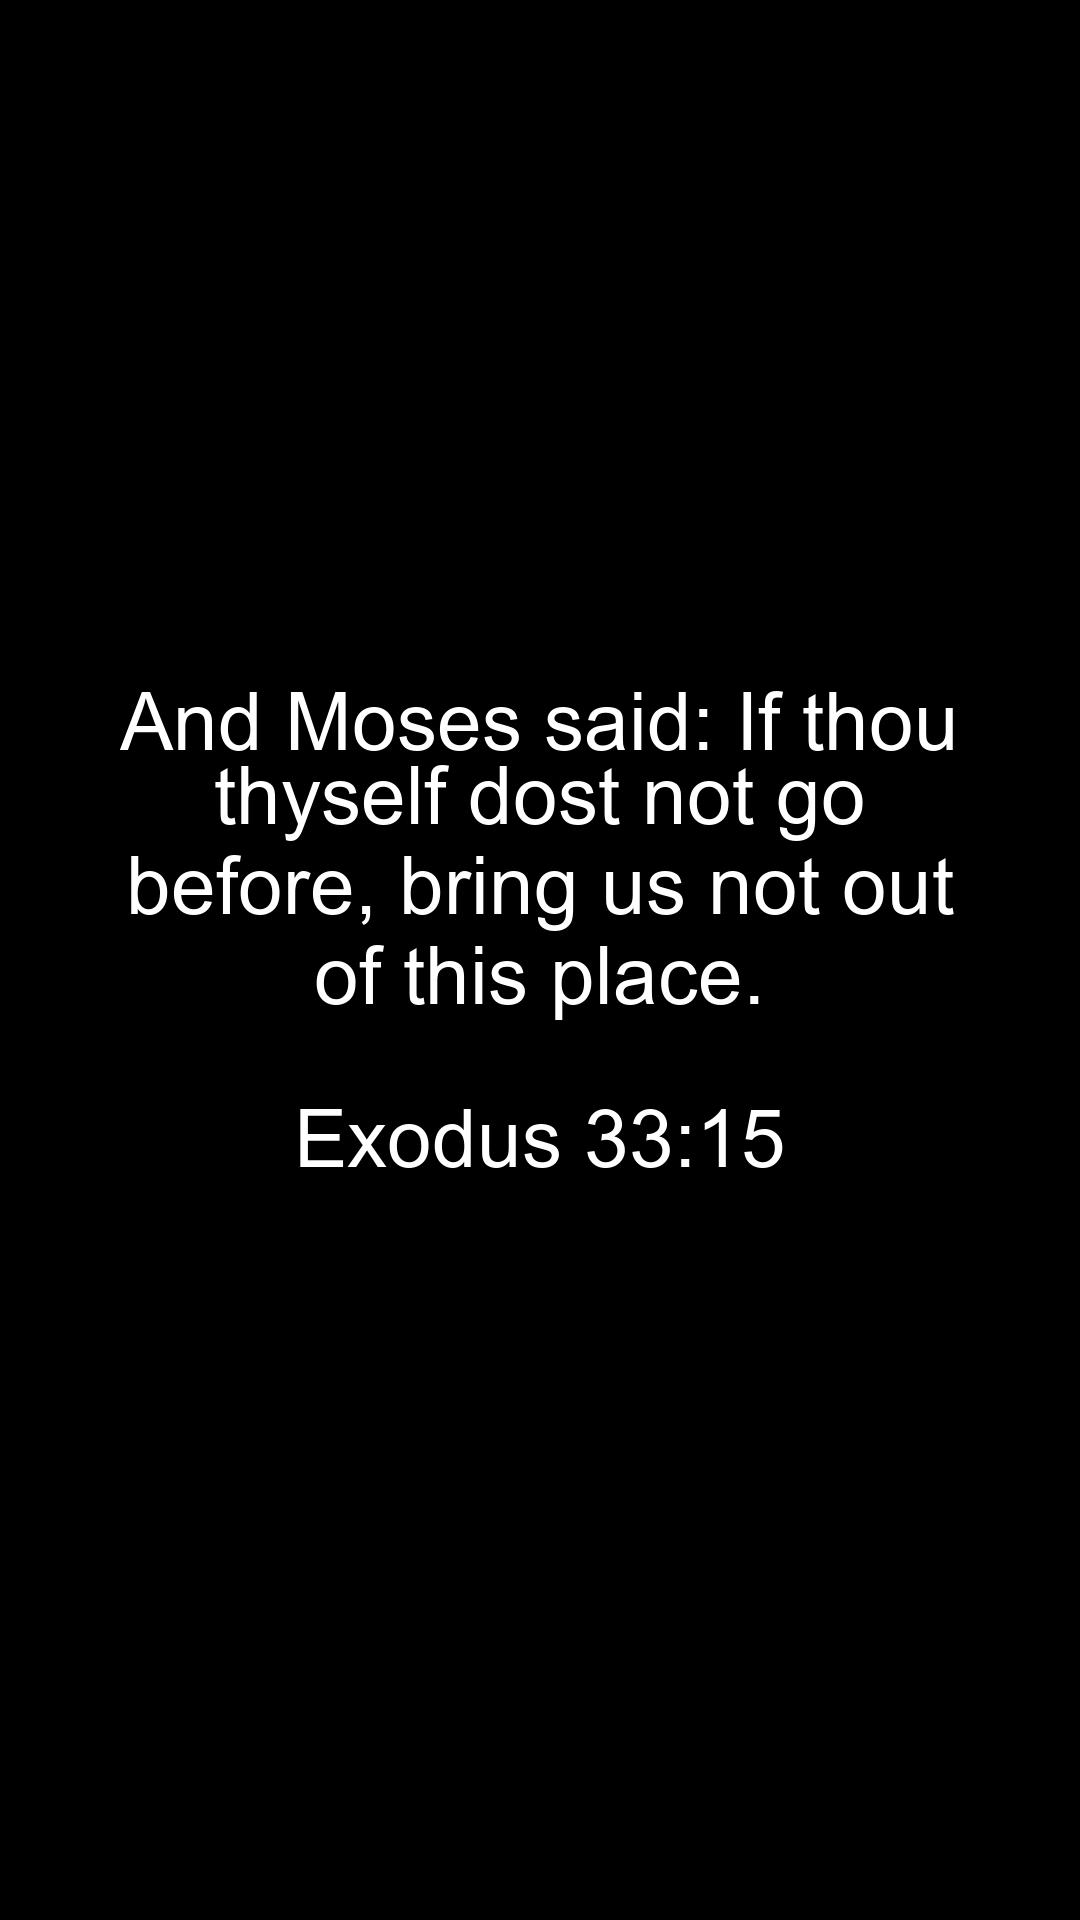 And Moses said: If thou
thyself dost not go
before, bring us not out
of this place.
Exodus 33:15